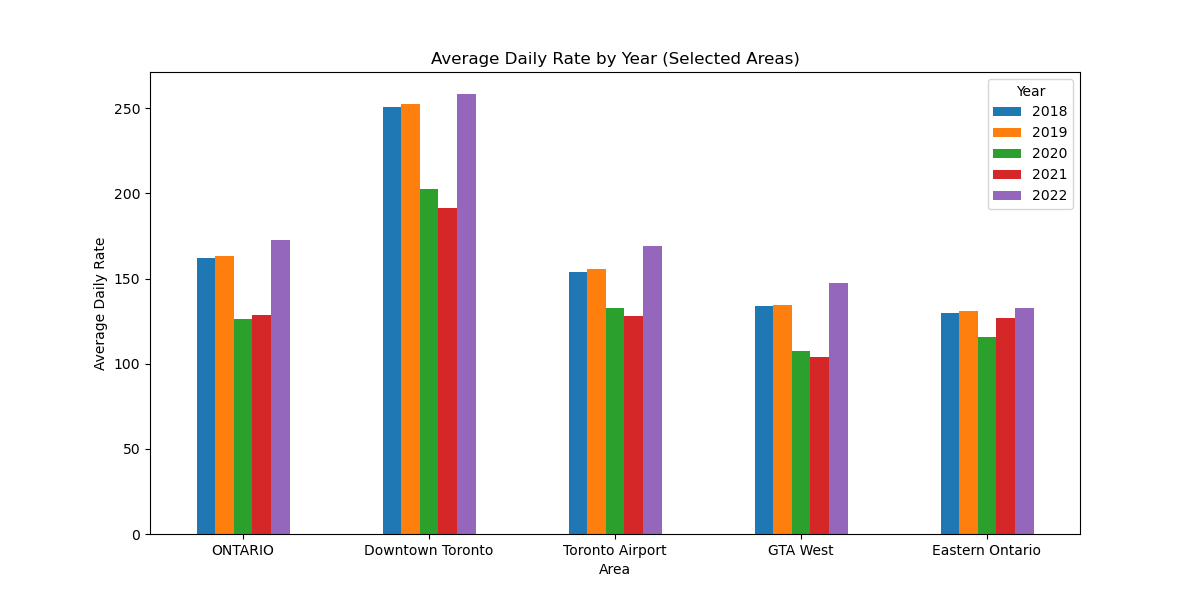 Average Daily Rate by Year (Selected Areas)
Year
2018
2019
2020
2021
2022
Average Daily Rate
250
200
150
100
50
0
ONTARIO
Downtown Toronto
Toronto Airport
GTA West
Eastern Ontario
Area